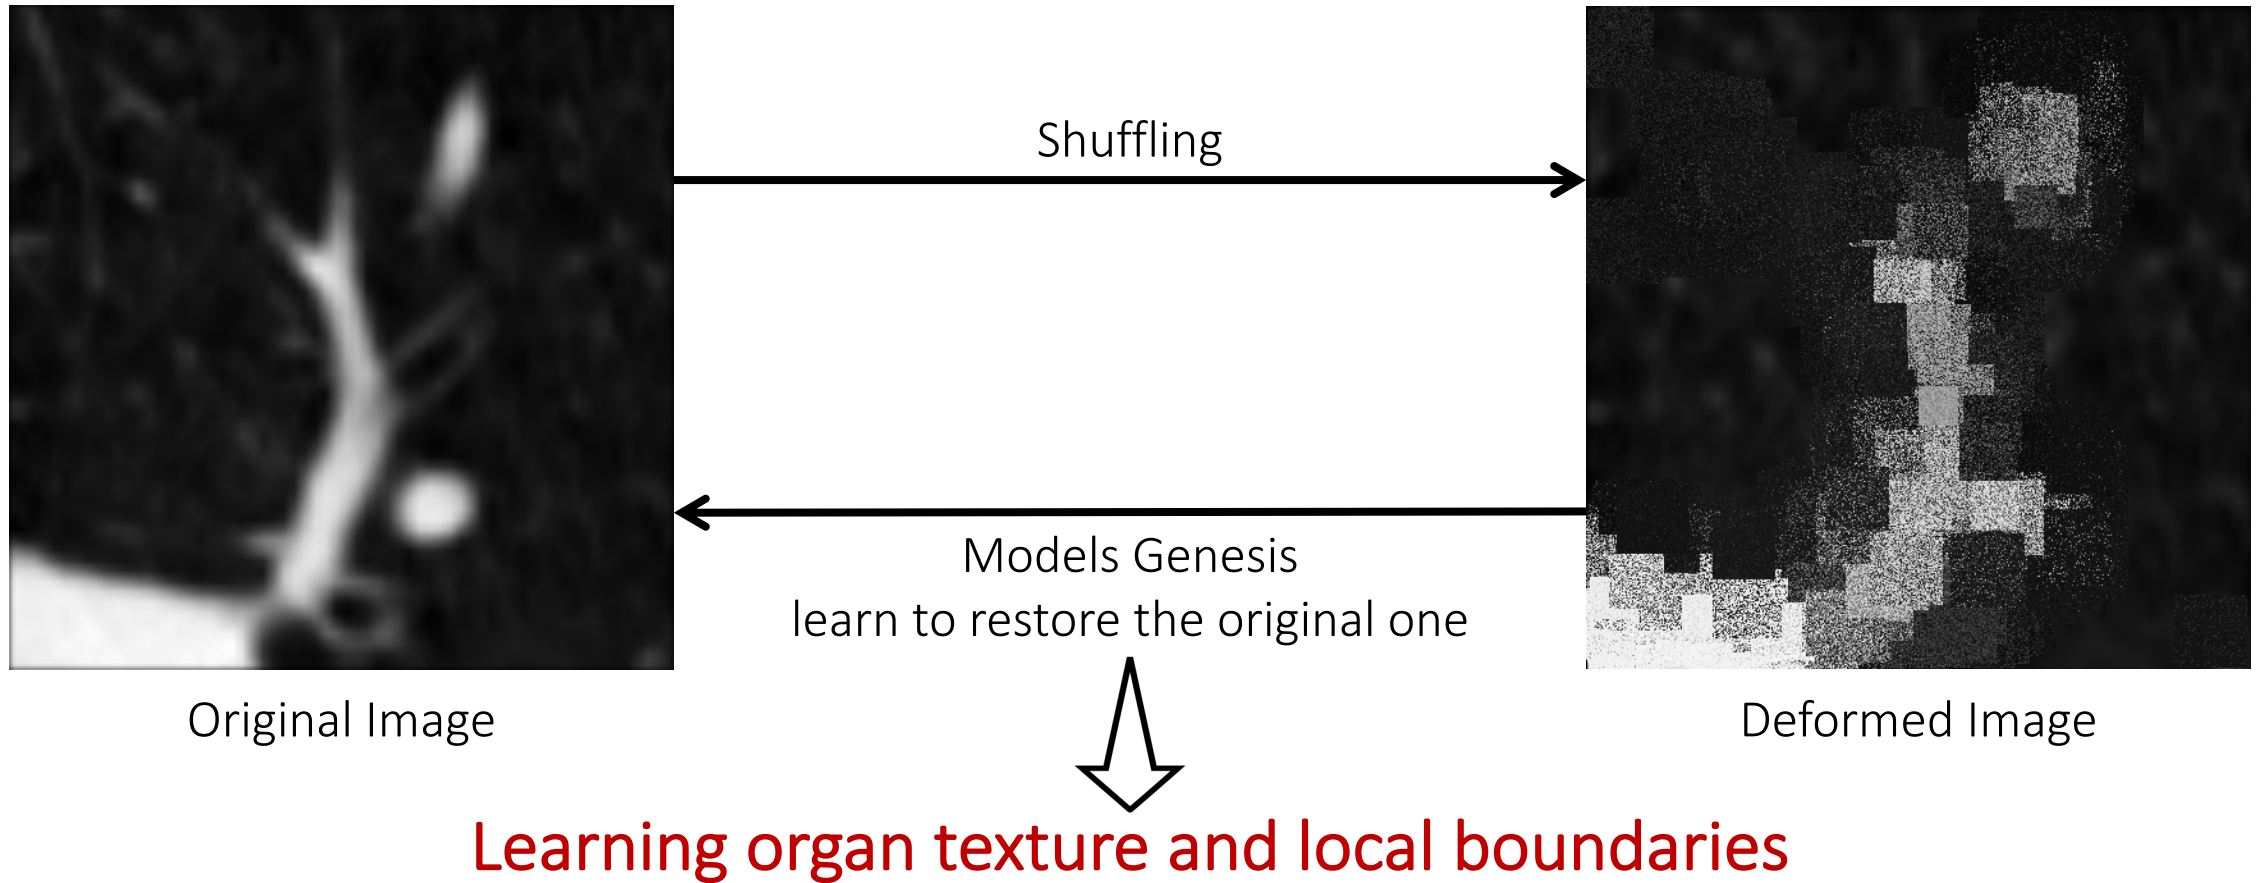 Shuffling
Models Genesis
learn to restore the original one
Original Image
Deformed Image
Learning organ texture and local boundaries